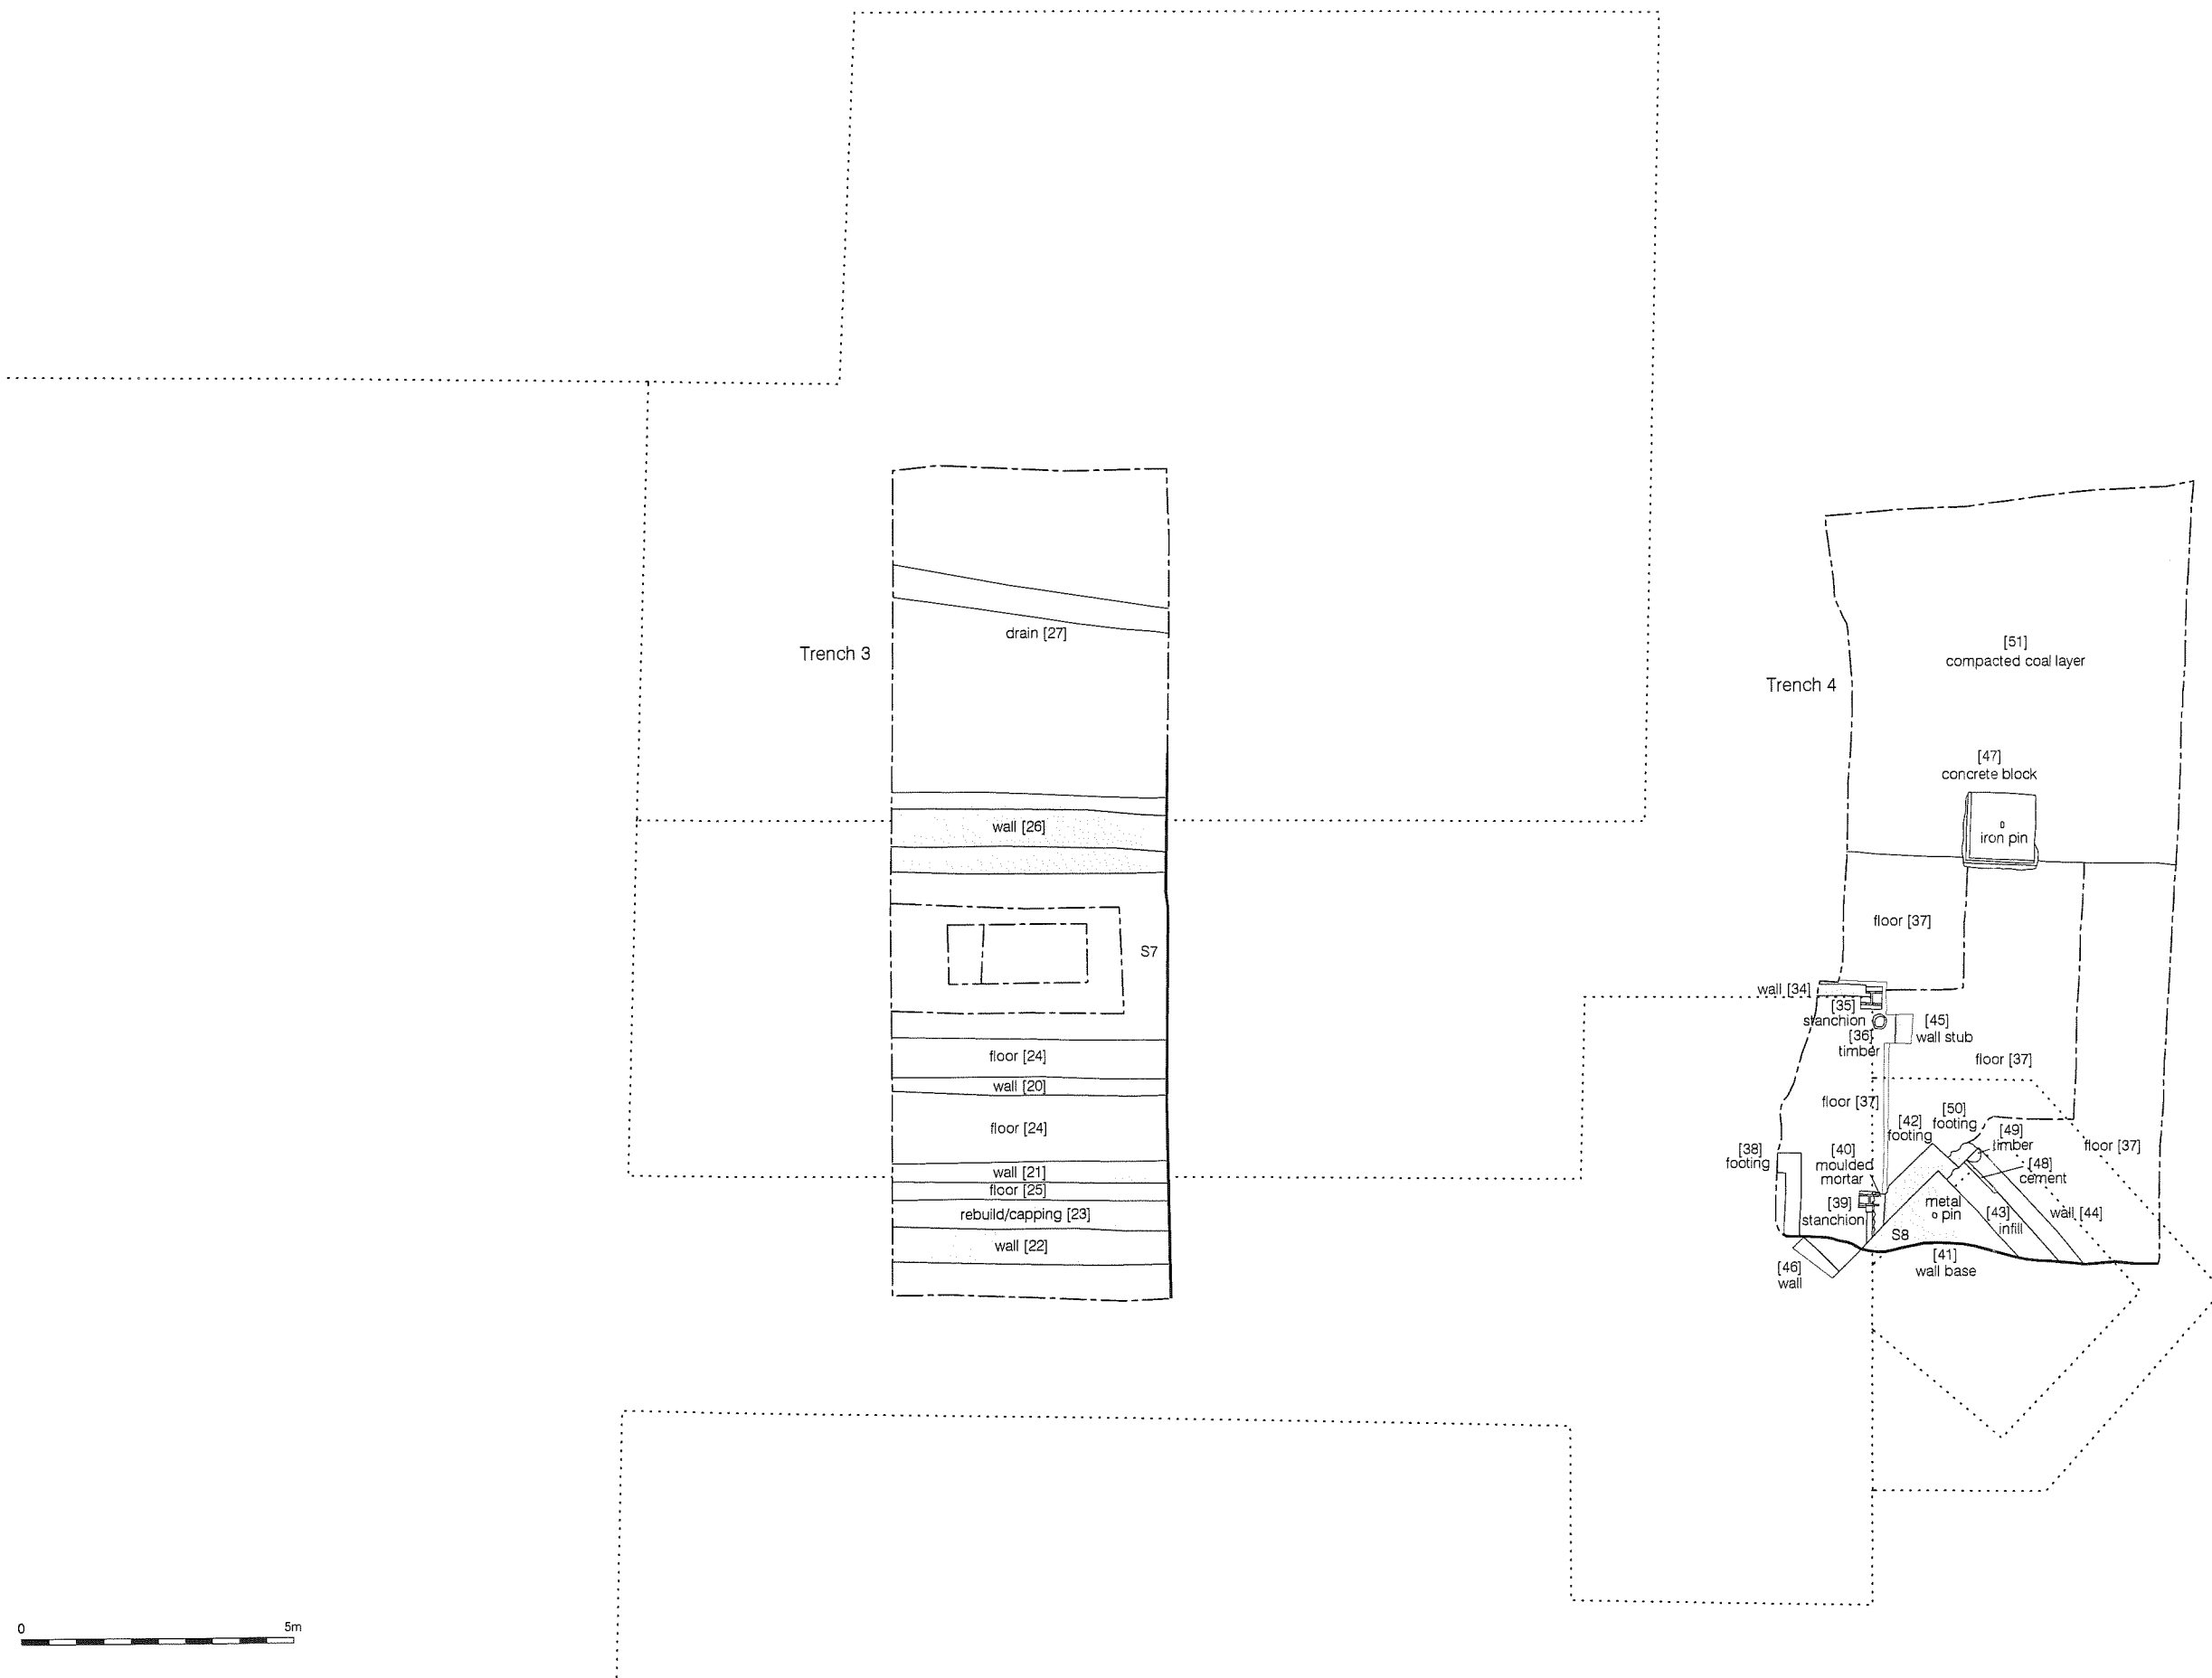 Trench 3
drain [27]
wall [26]
S7
floor [24]
wall [20]
floor [24]
wall [21]
floor [25]
rebuild/capping [23]
wall [22]
Trench 4
[51]
compacted coal layer
[47]
concrete block
iron pin
floor [37]
wall [34]
[35]
stanchion
[36]
timber
[45]
wall stub
floor [37]
floor [37]
[42]
footing
[50]
footing
[49]
timber
floor [37]
[38]
footing
[40]
moulded
mortar
[48]
cement
[39]
stanchion
metal
pin
[43]
infill
wall [44]
S8
[41]
wall base
[46]
wall
0
5m